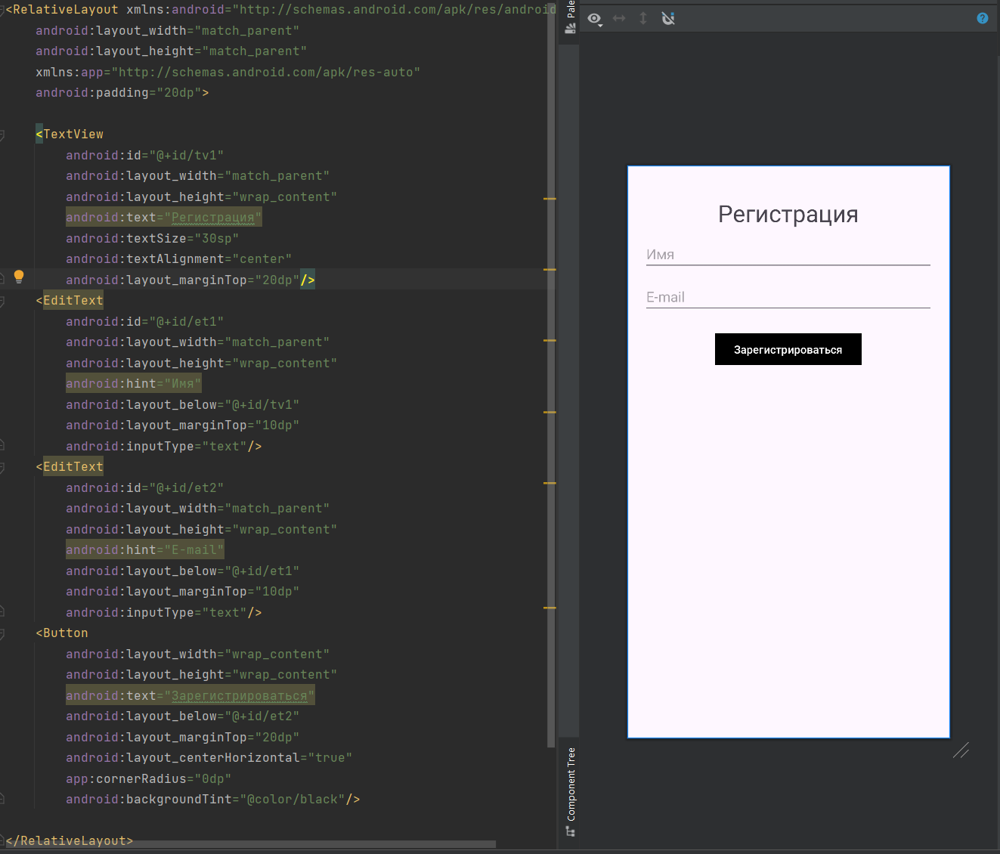 <RelativeLayout xmlns:android="http://schemas.android.com/apk/res/android
android:layout_width="match_parent"
android:layout_height="match_parent"
xmlns:app="http://schemas.android.com/apk/res-auto"
android:padding="20dp">
<TextView
android:id="@+id/tv1"
android:layout_width="match_parent"
android:layout_height="wrap_content"
android:text="Регистрация"
android:textSize="30sp"
android:textAlignment="center"
android:layout_marginTop="20dp"/>
<EditText
android:id="@+id/et1"
android:layout_width="match_parent"
android:layout_height="wrap_content"
android:hint="Имя"
android:layout_below="@+id/tv1"
android:layout_marginTop="10dp"
android:inputType="text"/>
<EditText
android:id="@+id/et2"
android:layout_width="match_parent"
android:layout_height="wrap_content"
android:hint="E-mail"
android:layout_below="@+id/et1"
android:layout_marginTop="10dp"
android:inputType="text"/>
<Button
android:layout_width="wrap_content"
android:layout_height="wrap_content"
android:text="Зарегистрироваться"
android:layout_below="@+id/et2"
android:layout_marginTop="20dp"
android:layout_centerHorizontal="true"
app:cornerRadius="0dp"
android:backgroundTint="@color/black"/>
</RelativeLayout>
Pale
Component Tree
?
Регистрация
Имя
E-mail
Зарегистрироваться